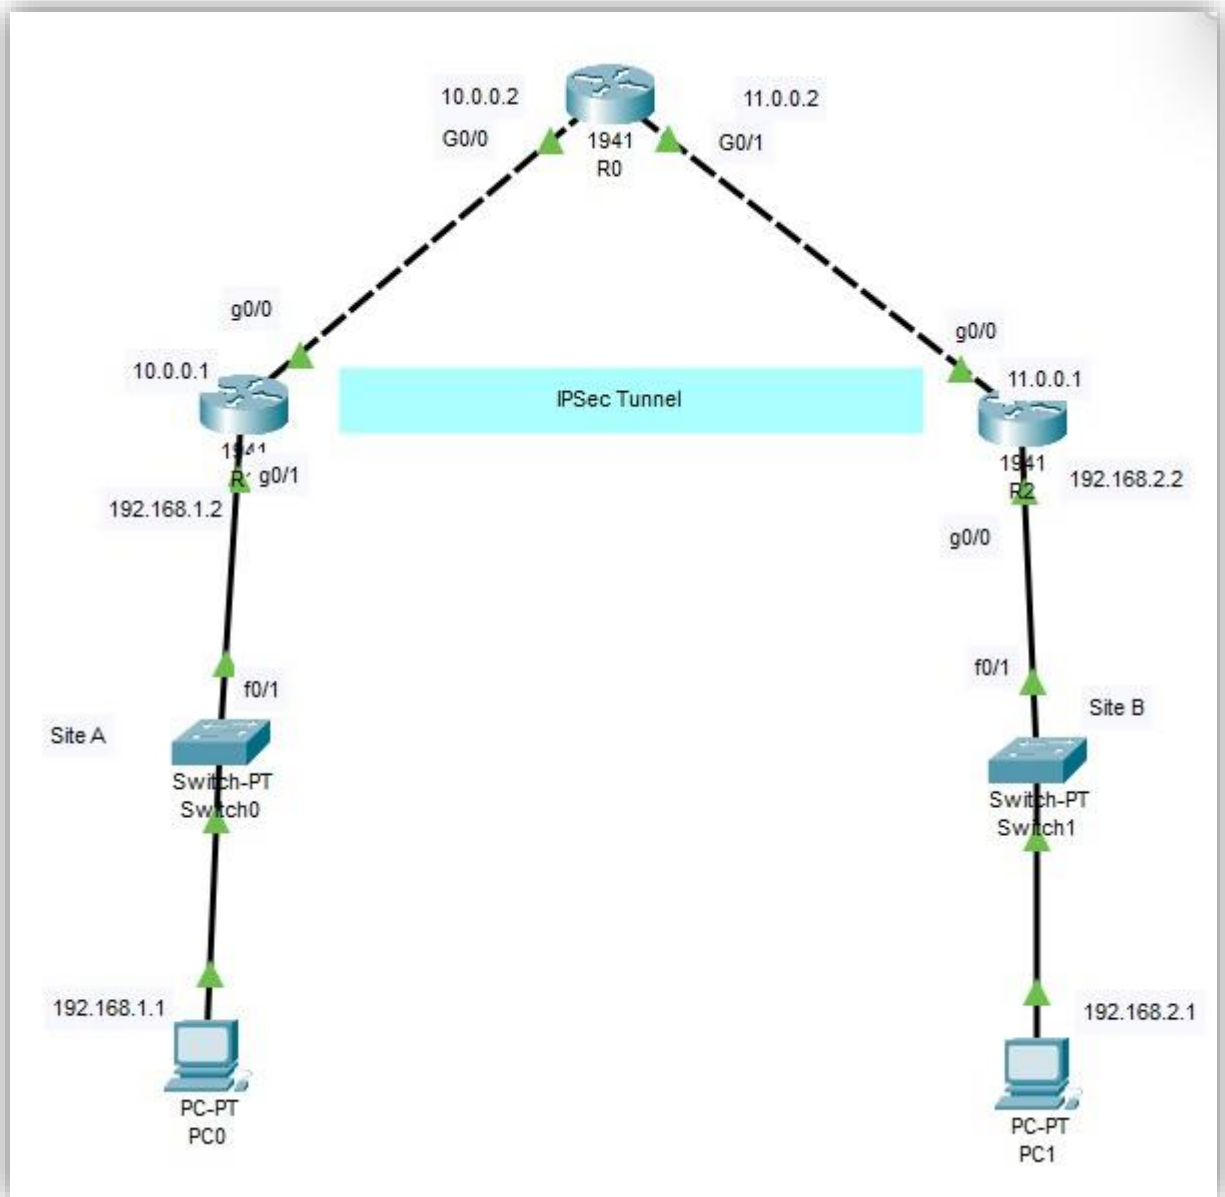 10.0.0.2
11.0.0.2
G0/0
1941
G0/1
R0
g0/0
g0/0
10.0.0.1
11.0.0.1
IPSec Tunnel
g0/1
1941
192.168.2.2
R2
192.168.1.2
g0/0
f0/1
f0/1
Site A
Site B
Switch-PT
Switch0
Switch-PT
Switch1
192.168.1.1
192.168.2.1
PC-PT
PC0
PC-PT
PC1